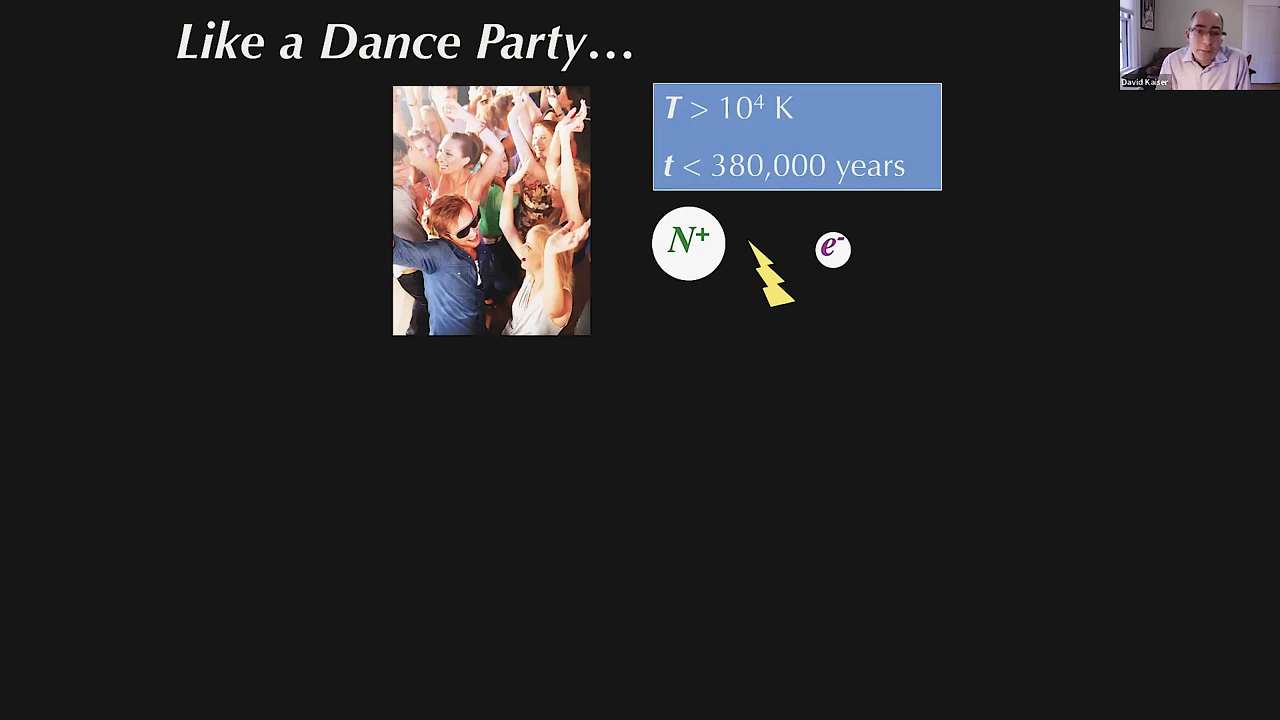 Like a Dance Party...
T > 10⁴ K
t < 380,000 years
N⁺
e⁻
David Kaiser